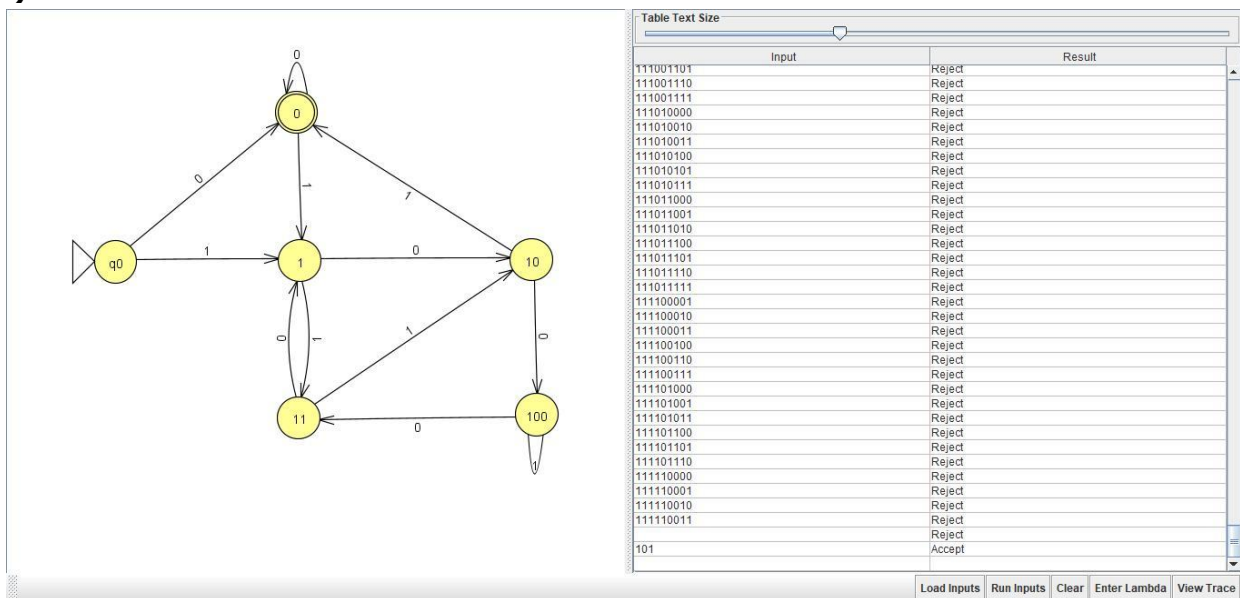 0
0
0
1
1
q0
1
1
0
10
0
1
1
0
11
0
100
1
Table Text Size
Input Result
111001101 Reject
111001110 Reject
111001111 Reject
111010000 Reject
111010010 Reject
111010011 Reject
111010100 Reject
111010101 Reject
111010111 Reject
111011000 Reject
111011001 Reject
111011010 Reject
111011100 Reject
111011101 Reject
111011110 Reject
111011111 Reject
111100001 Reject
111100010 Reject
111100011 Reject
111100100 Reject
111100110 Reject
111100111 Reject
111101000 Reject
111101001 Reject
111101011 Reject
111101100 Reject
111101101 Reject
111101110 Reject
111110000 Reject
111110001 Reject
111110010 Reject
111110011 Reject
Reject
101 Accept
Load Inputs Run Inputs Clear Enter Lambda View Trace